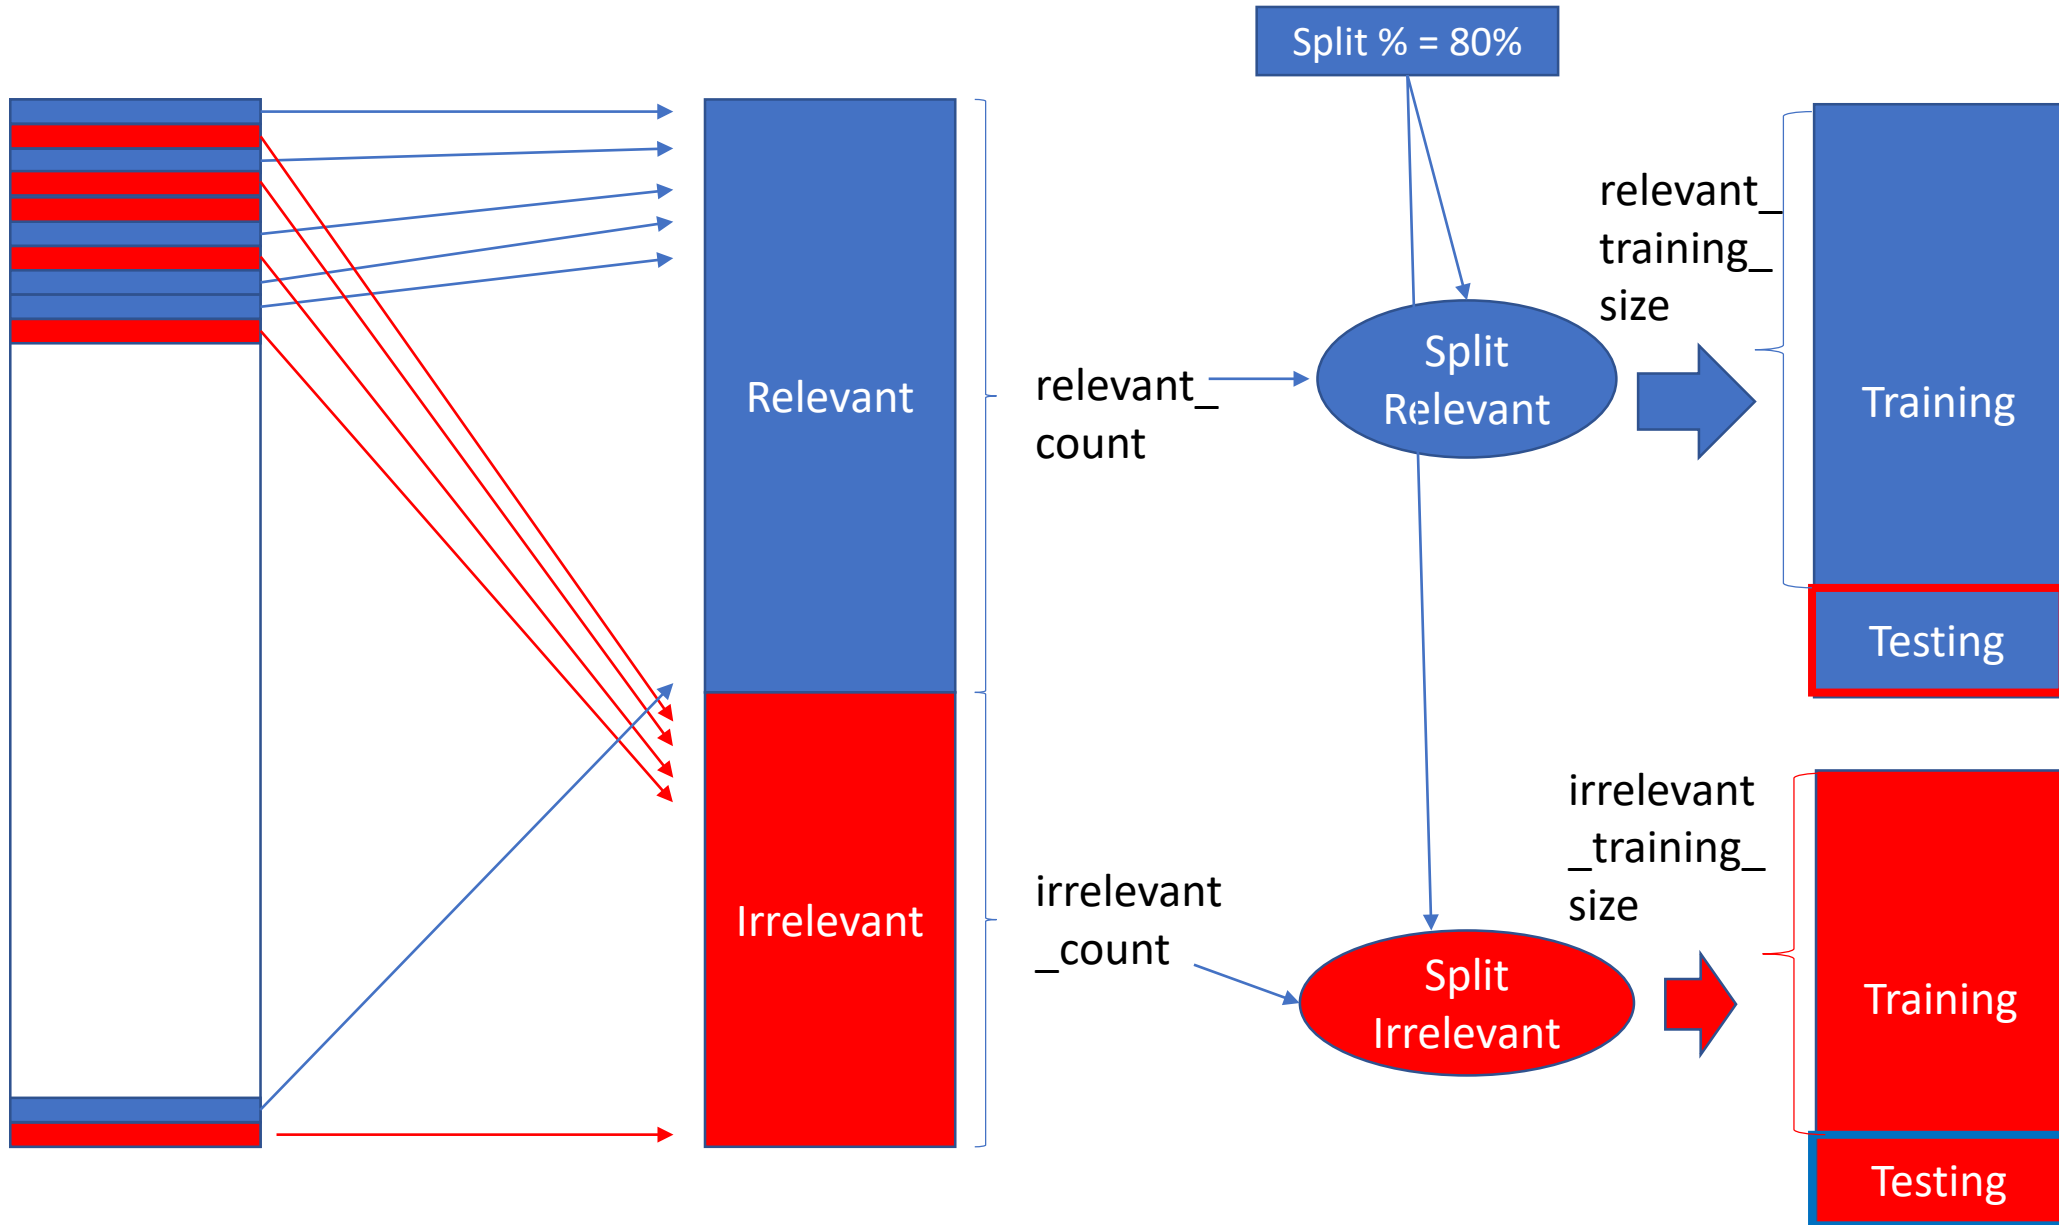 Split % = 80%
Relevant
relevant_
count
Split
Relevant
relevant_
training_
size
Training
Testing
Irrelevant
irrelevant
_count
Split
Irrelevant
irrelevant
_training_
size
Training
Testing